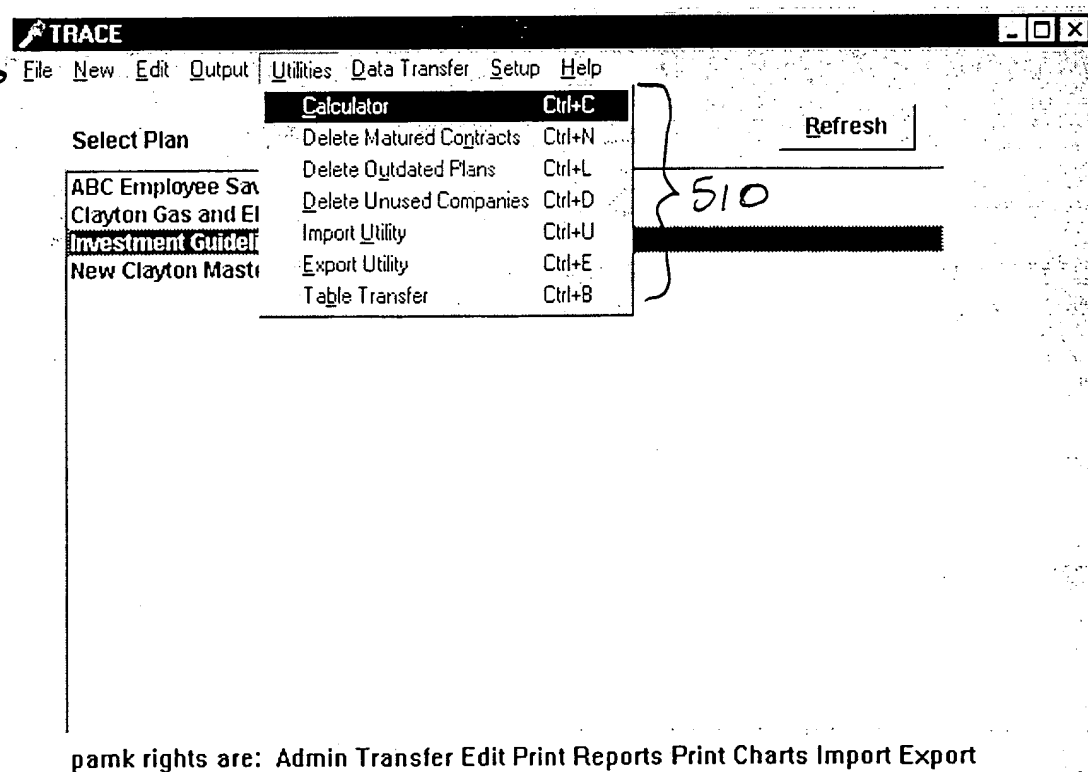 TRACE
File New Edit Output Utilities Data Transfer Setup Help
Calculator Ctrl+C
Delete Matured Contracts Ctrl+N
Delete Outdated Plans Ctrl+L
Delete Unused Companies Ctrl+D
Import Utility Ctrl+U
Export Utility Ctrl+E
Table Transfer Ctrl+B
510
Refresh
Select Plan
ABC Employee Sav
Clayton Gas and El
Investment Guideli
New Clayton Maste
pamk rights are: Admin Transfer Edit Print Reports Print Charts Import Export